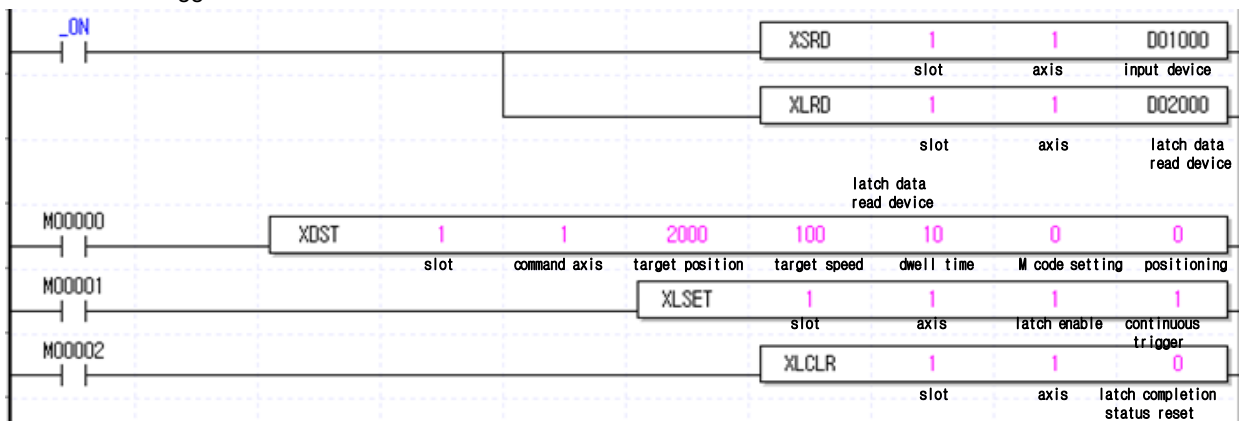 _ON
XSRD 1 1 D01000
slot axis input device
XLRD 1 1 D02000
slot axis latch data
read device
latch data
read device
M00000
XDST 1 1 2000 100 10 0 0
slot command axis target position target speed dwell time M code setting positioning
M00001
XLSET 1 1 1 1
slot axis latch enable continuous
trigger
M00002
XLCLR 1 1 0
slot axis latch completion
status reset